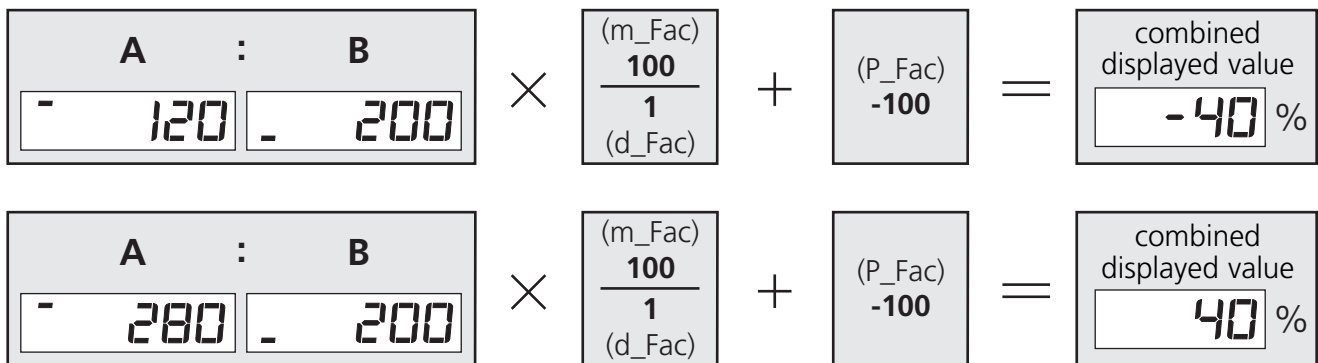 A : B
¯ 120 _ 200
×
(m_Fac)
100
1
(d_Fac)
+
(P_Fac)
-100
=
combined
displayed value
-40 %
A : B
¯ 280 _ 200
×
(m_Fac)
100
1
(d_Fac)
+
(P_Fac)
-100
=
combined
displayed value
40 %